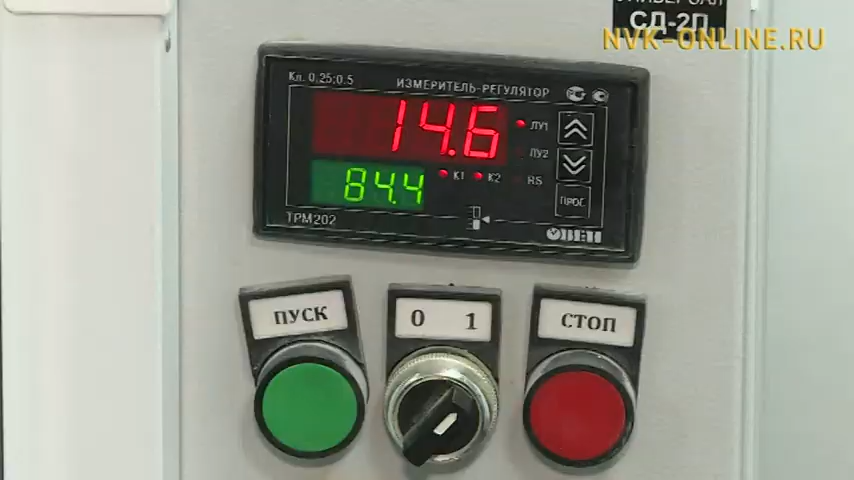 УНИВЕРСАЛ
СД-2П
NVK-ONLINE.RU
Кл. 0,25;0,5
ИЗМЕРИТЕЛЬ-РЕГУЛЯТОР
14.6
ЛУ1
ЛУ2
84.4
К1
К2
RS
ПРОГ.
ТРМ202
ОВЕН
ПУСК
0 1
СТОП